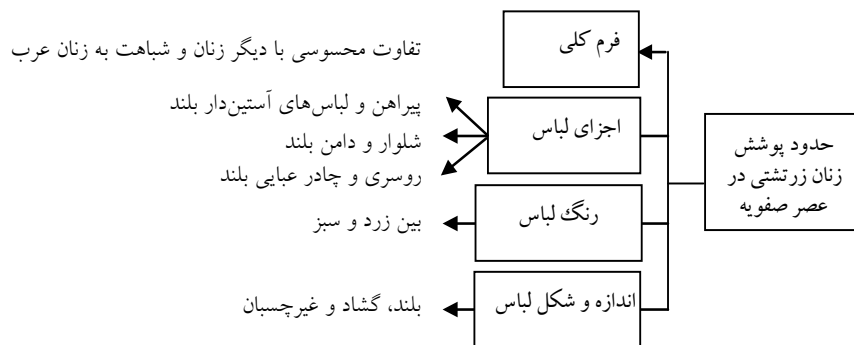 حدود پوشش
زنان زرتشتی در
عصر صفویه
فرم کلی
تفاوت محسوسی با دیگر زنان و شباهت به زنان عرب
اجزای لباس
پیراهن و لباس‌های آستین‌دار بلند
شلوار و دامن بلند
روسری و چادر عبایی بلند
رنگ لباس
بین زرد و سبز
اندازه و شکل لباس
بلند، گشاد و غیرچسبان